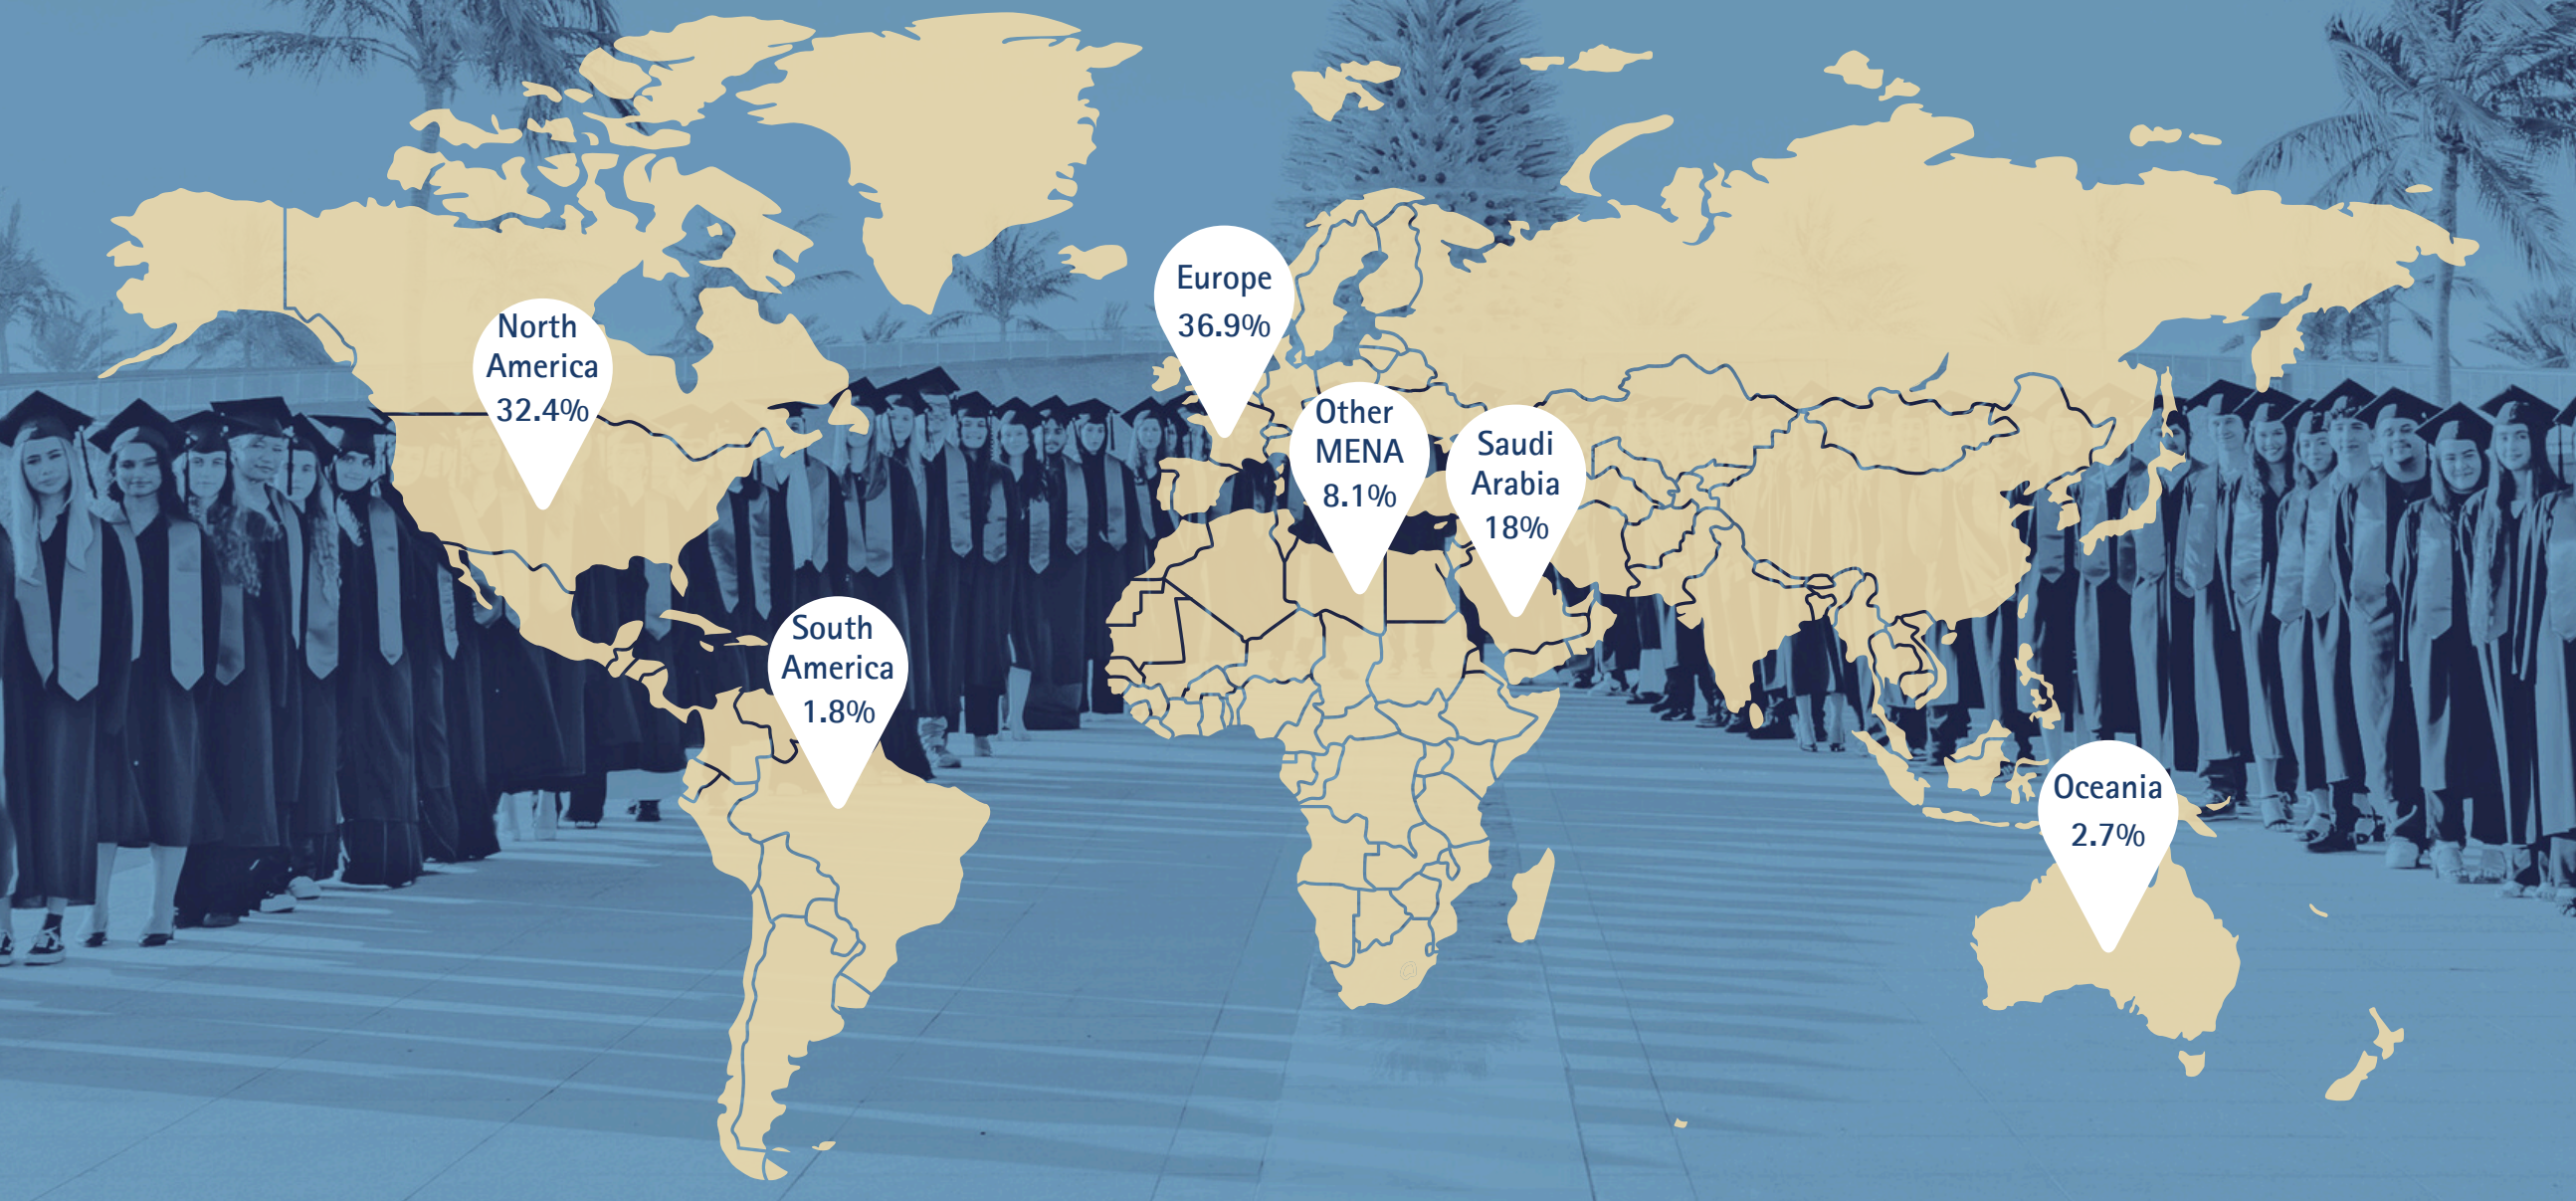 Europe
36.9%
North
America
32.4%
Other
MENA
8.1%
Saudi
Arabia
18%
South
America
1.8%
Oceania
2.7%